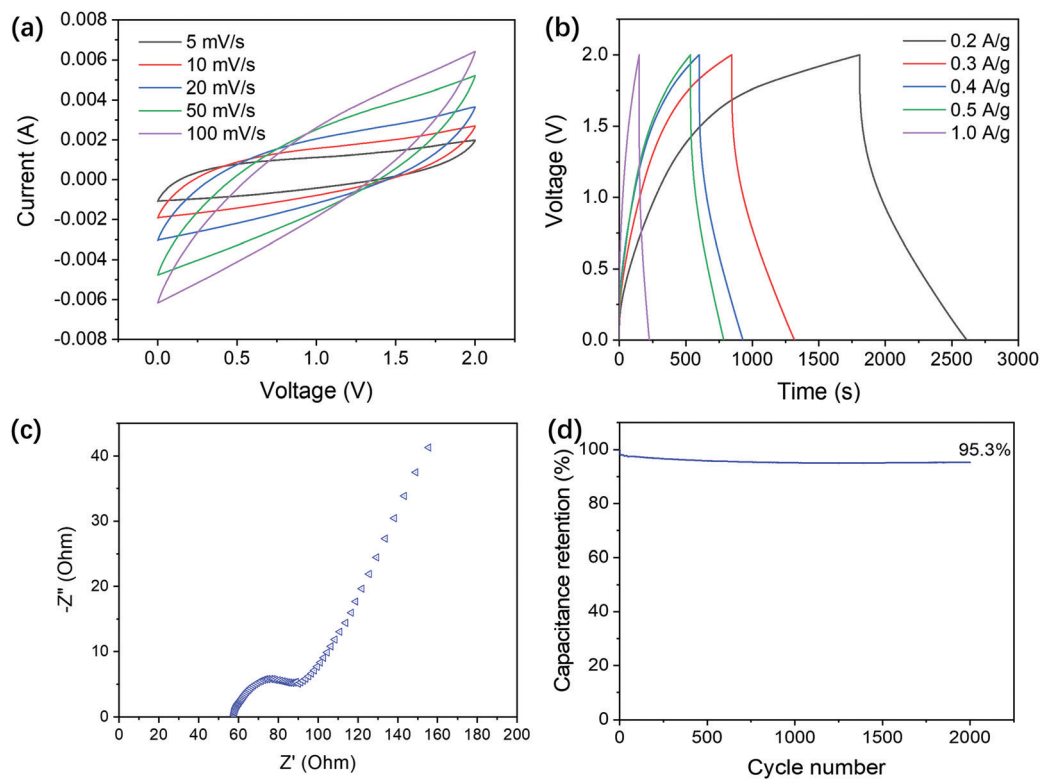 (a)
5 mV/s
10 mV/s
20 mV/s
50 mV/s
100 mV/s
0.008
0.006
0.004
0.002
0.000
-0.002
-0.004
-0.006
-0.008
Current (A)
0.0 0.5 1.0 1.5 2.0
Voltage (V)
(b)
0.2 A/g
0.3 A/g
0.4 A/g
0.5 A/g
1.0 A/g
2.0
1.5
1.0
0.5
0.0
Voltage (V)
0 500 1000 1500 2000 2500 3000
Time (s)
(c)
40
30
20
10
0
-Z" (Ohm)
0 20 40 60 80 100 120 140 160 180 200
Z' (Ohm)
(d)
95.3%
100
80
60
40
20
0
Capacitance retention (%)
0 500 1000 1500 2000
Cycle number